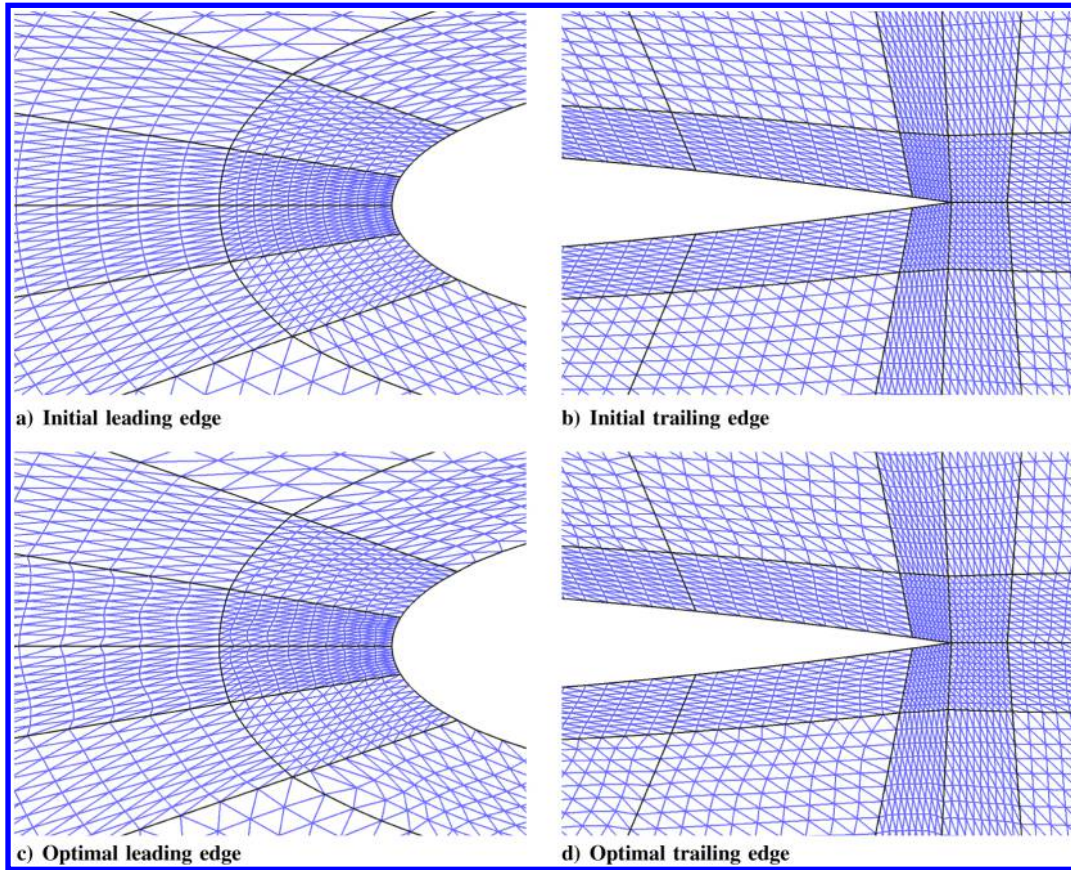 a) Initial leading edge
b) Initial trailing edge
c) Optimal leading edge
d) Optimal trailing edge